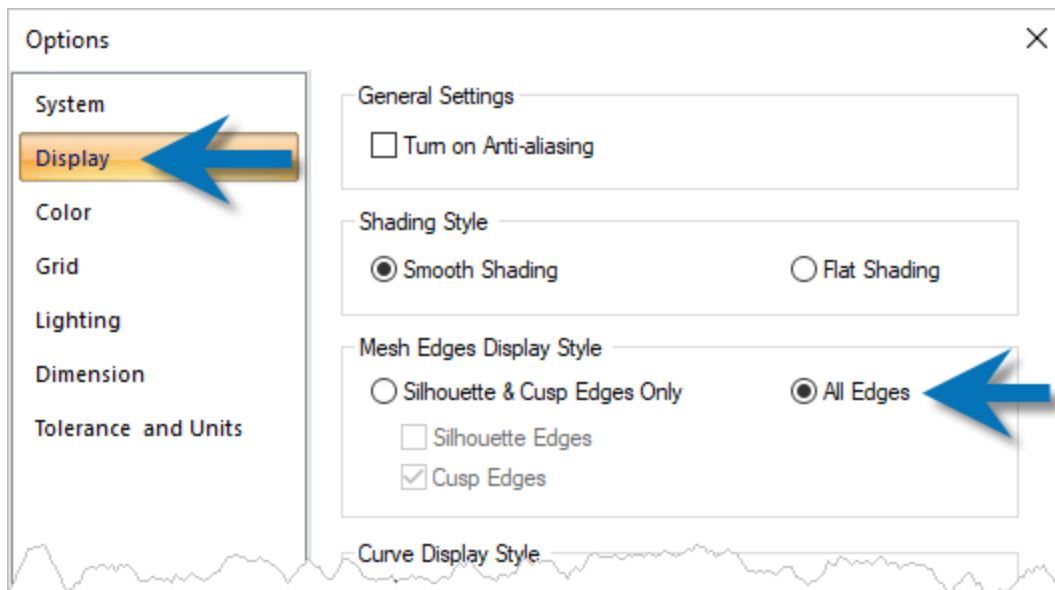 Options
System
Display
Color
Grid
Lighting
Dimension
Tolerance and Units
General Settings
Turn on Anti-aliasing
Shading Style
Smooth Shading
Flat Shading
Mesh Edges Display Style
Silhouette & Cusp Edges Only
All Edges
Silhouette Edges
Cusp Edges
Curve Display Style